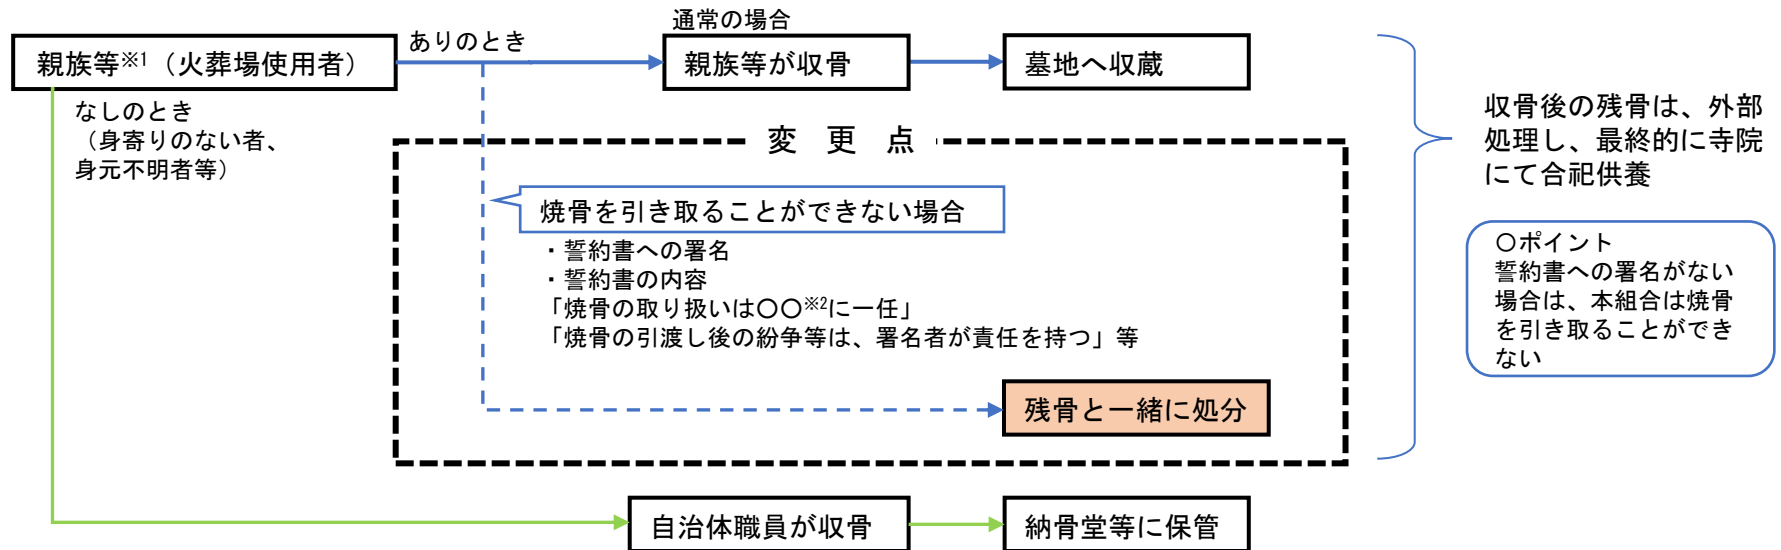 親族等※1（火葬場使用者）
ありのとき
通常の場合
親族等が収骨
墓地へ収蔵
なしのとき
（身寄りのない者、
身元不明者等）
変　更　点
焼骨を引き取ることができない場合
・誓約書への署名
・誓約書の内容
「焼骨の取り扱いは〇〇※2に一任」
「焼骨の引渡し後の紛争等は、署名者が責任を持つ」等
残骨と一緒に処分
自治体職員が収骨
納骨堂等に保管
収骨後の残骨は、外部
処理し、最終的に寺院
にて合祀供養
〇ポイント
誓約書への署名がない
場合は、本組合は焼骨
を引き取ることができ
ない